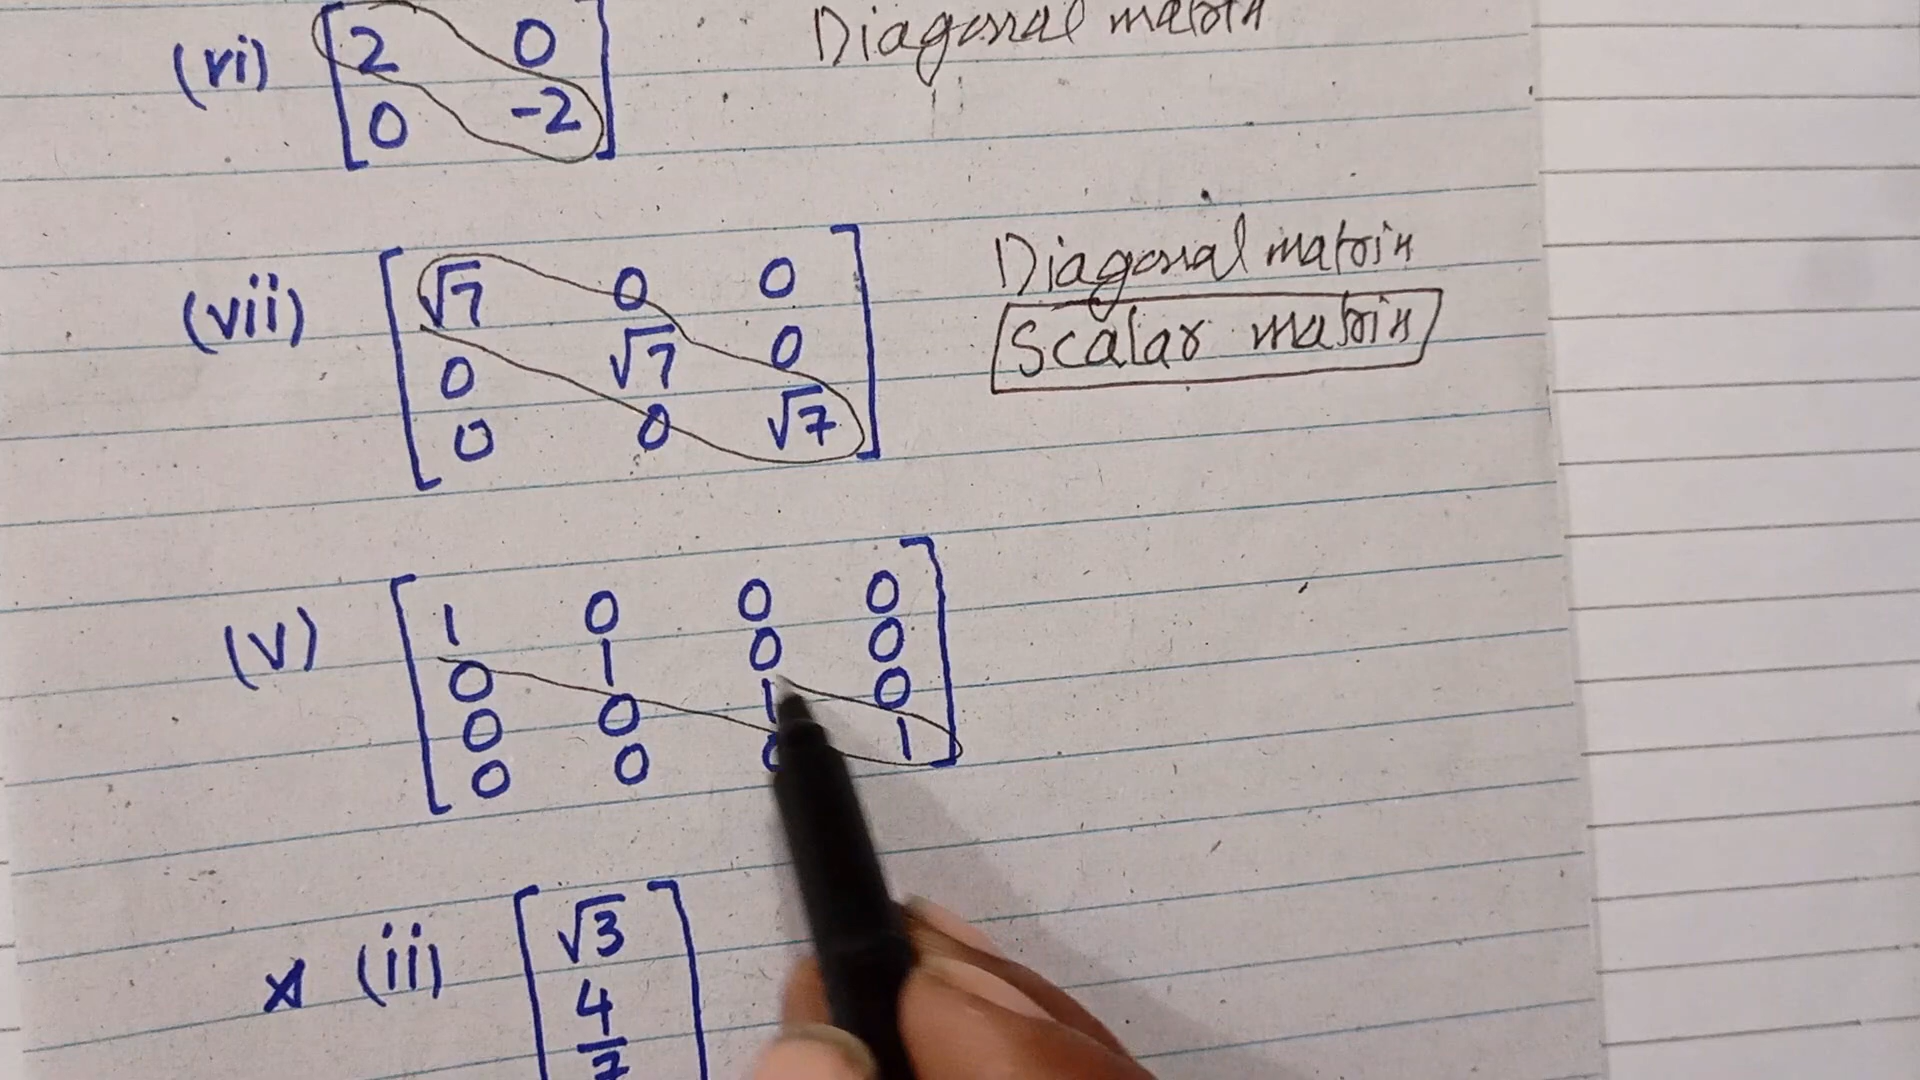 (vi) [2 0
0 -2] Diagonal matrix
(vii) [√7 0 0
0 √7 0
0 0 √7] Diagonal matrix
Scalar matrix
(v) [1 0 0 0
0 1 0 0
0 0 1 0
0 0 0 1]
x (ii) [√3
4
7